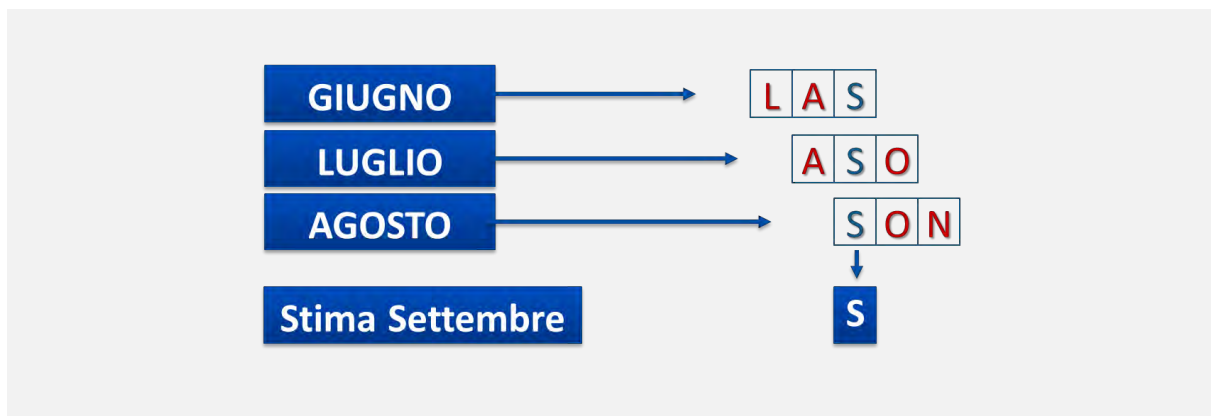 GIUGNO L A S
LUGLIO A S O
AGOSTO S O N
Stima Settembre S